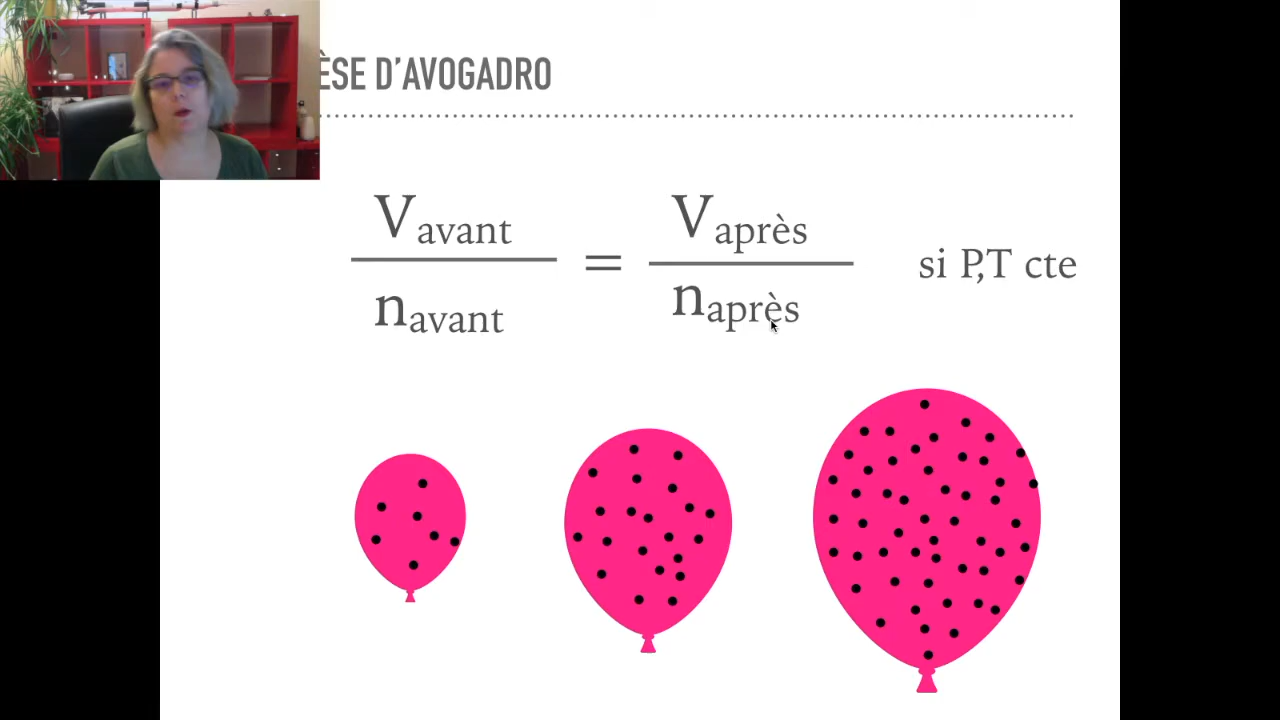 ÈSE D'AVOGADRO
Vavant = Vaprès si P,T cte
navant naprès